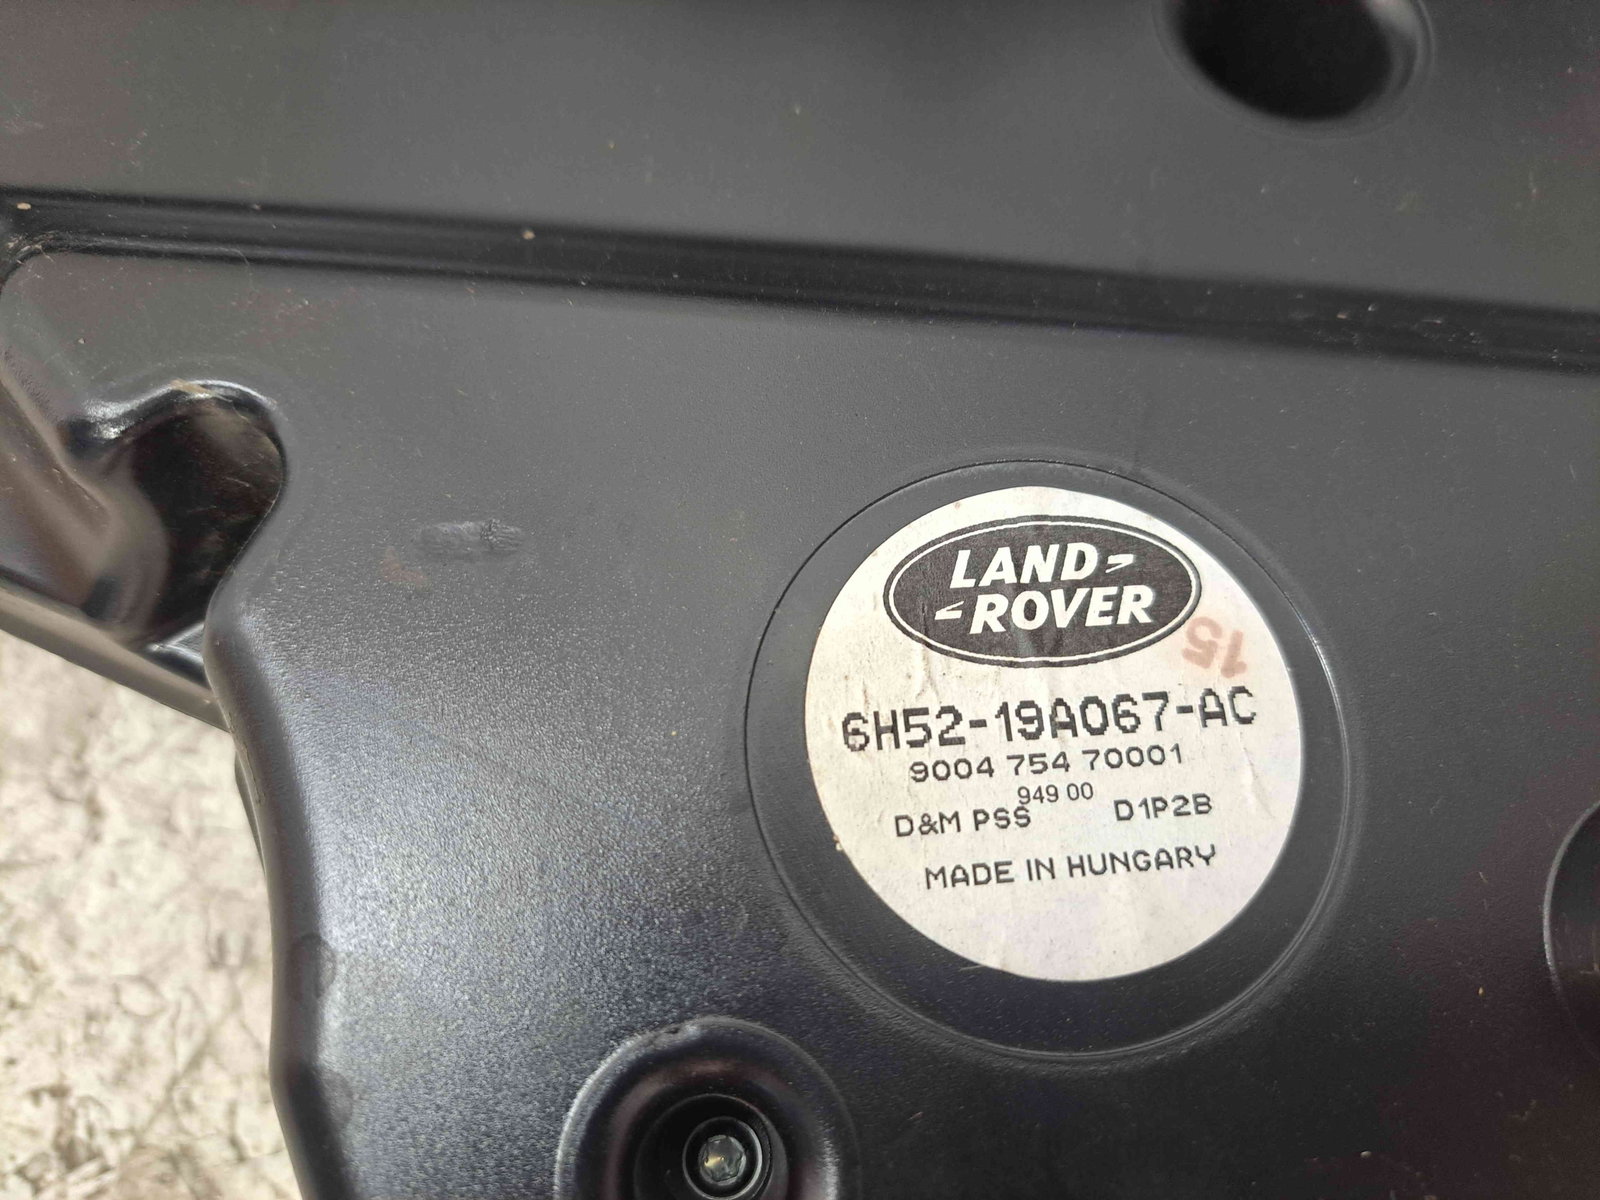 LAND
ROVER
15
6H52-19A067-AC
9004 754 70001
949 00
D&M PSS D1P2B
MADE IN HUNGARY